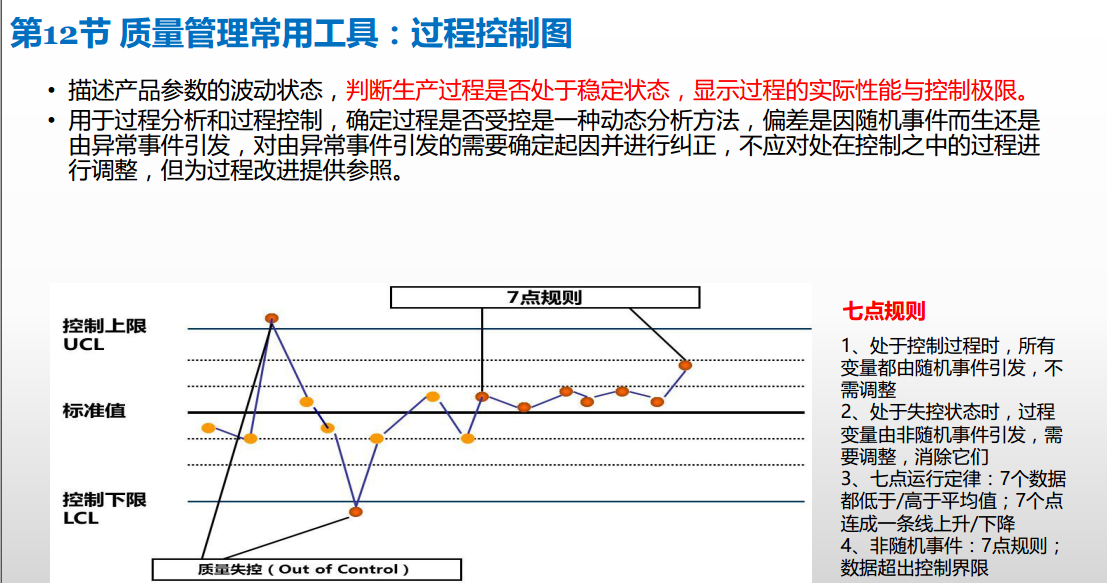 第12节 质量管理常用工具：过程控制图
• 描述产品参数的波动状态，判断生产过程是否处于稳定状态，显示过程的实际性能与控制极限。
• 用于过程分析和过程控制，确定过程是否受控是一种动态分析方法，偏差是因随机事件而生还是
由异常事件引发，对由异常事件引发的需要确定起因并进行纠正，不应对处在控制之中的过程进
行调整，但为过程改进提供参照。
7点规则
控制上限
UCL
标准值
控制下限
LCL
质量失控（Out of Control）
七点规则
1、处于控制过程时，所有
变量都由随机事件引发，不
需调整
2、处于失控状态时，过程
变量由非随机事件引发，需
要调整，消除它们
3、七点运行定律：7个数据
都低于/高于平均值；7个点
连成一条线上升/下降
4、非随机事件：7点规则；
数据超出控制界限